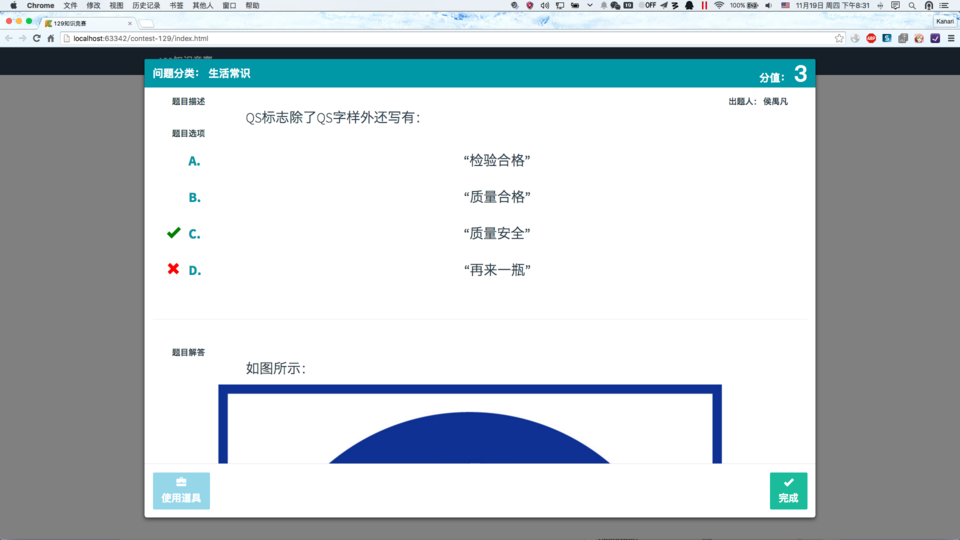 Chrome 文件 修改 视图 历史记录 书签 其他人 窗口 帮助
OFF
100%
11月19日 周四 下午8:31
129知识竞赛
Kanari
localhost:63342/contest-129/index.html
问题分类： 生活常识
分值： 3
题目描述
出题人： 侯禺凡
QS标志除了QS字样外还写有：
题目选项
A. “检验合格”
B. “质量合格”
C. “质量安全”
D. “再来一瓶”
题目解答
如图所示：
使用道具
完成